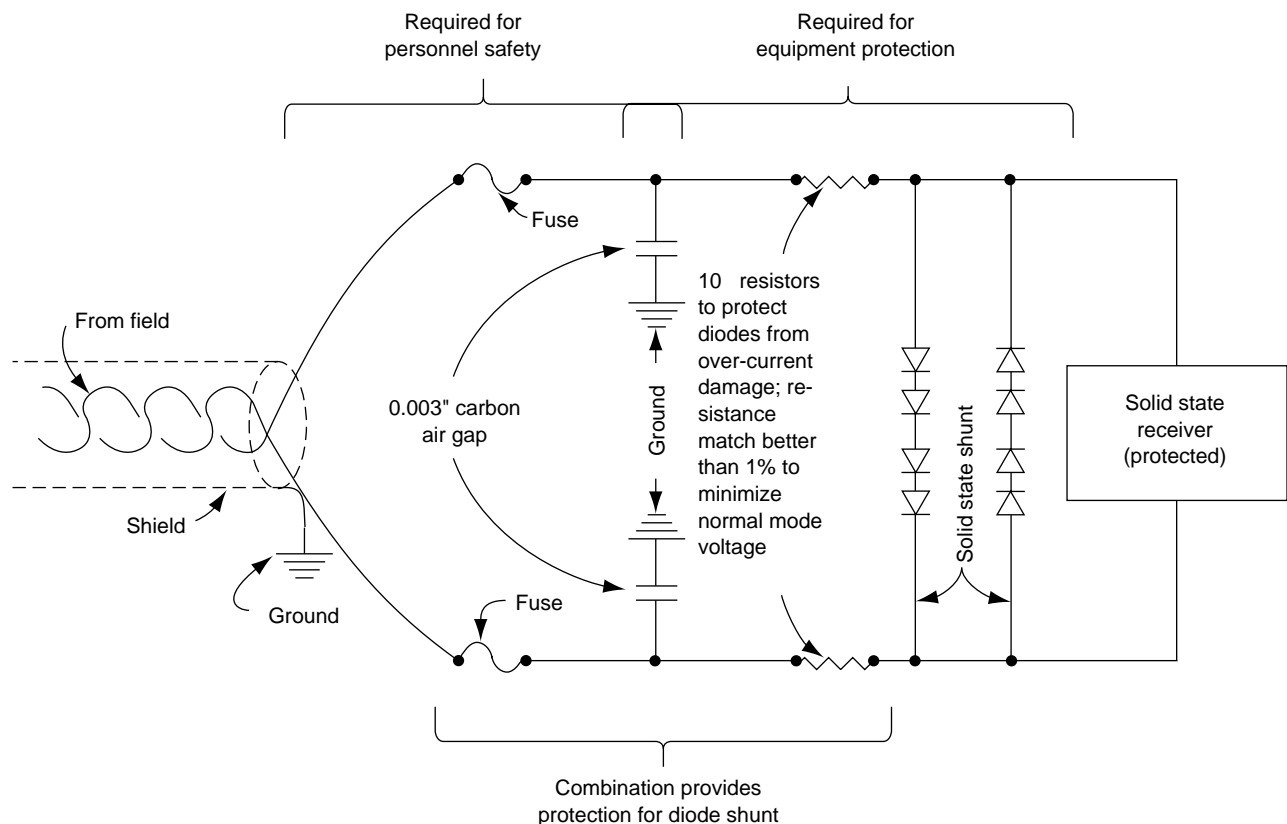 Required for
personnel safety
Required for
equipment protection
Fuse
From field
0.003" carbon
air gap
Ground
10 resistors
to protect
diodes from
over-current
damage; re-
sistance
match better
than 1% to
minimize
normal mode
voltage
Solid state shunt
Solid state
receiver
(protected)
Shield
Ground
Fuse
Combination provides
protection for diode shunt